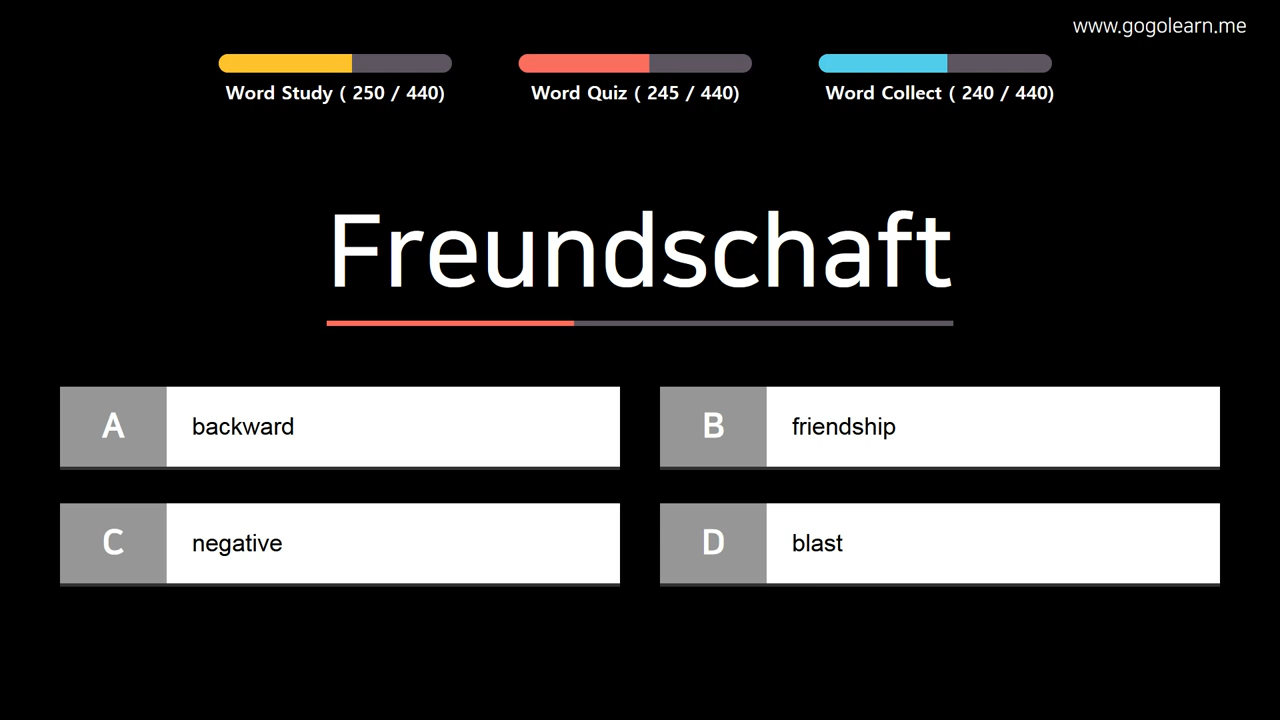 www.gogolearn.me
Word Study ( 250 / 440)
Word Quiz ( 245 / 440)
Word Collect ( 240 / 440)
Freundschaft
A backward
B friendship
C negative
D blast